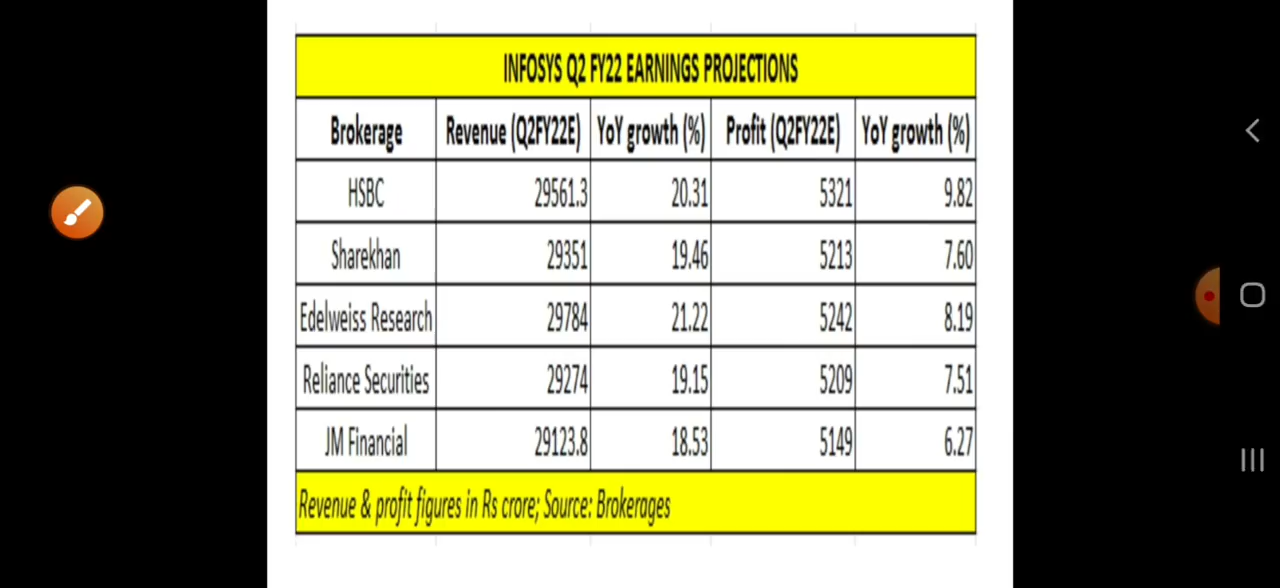 INFOSYS Q2 FY22 EARNINGS PROJECTIONS
Brokerage Revenue (Q2FY22E) YoY growth (%) Profit (Q2FY22E) YoY growth (%)
HSBC 29561.3 20.31 5321 9.82
Sharekhan 29351 19.46 5213 7.60
Edelweiss Research 29784 21.22 5242 8.19
Reliance Securities 29274 19.15 5209 7.51
JM Financial 29123.8 18.53 5149 6.27
Revenue & profit figures in Rs crore; Source: Brokerages